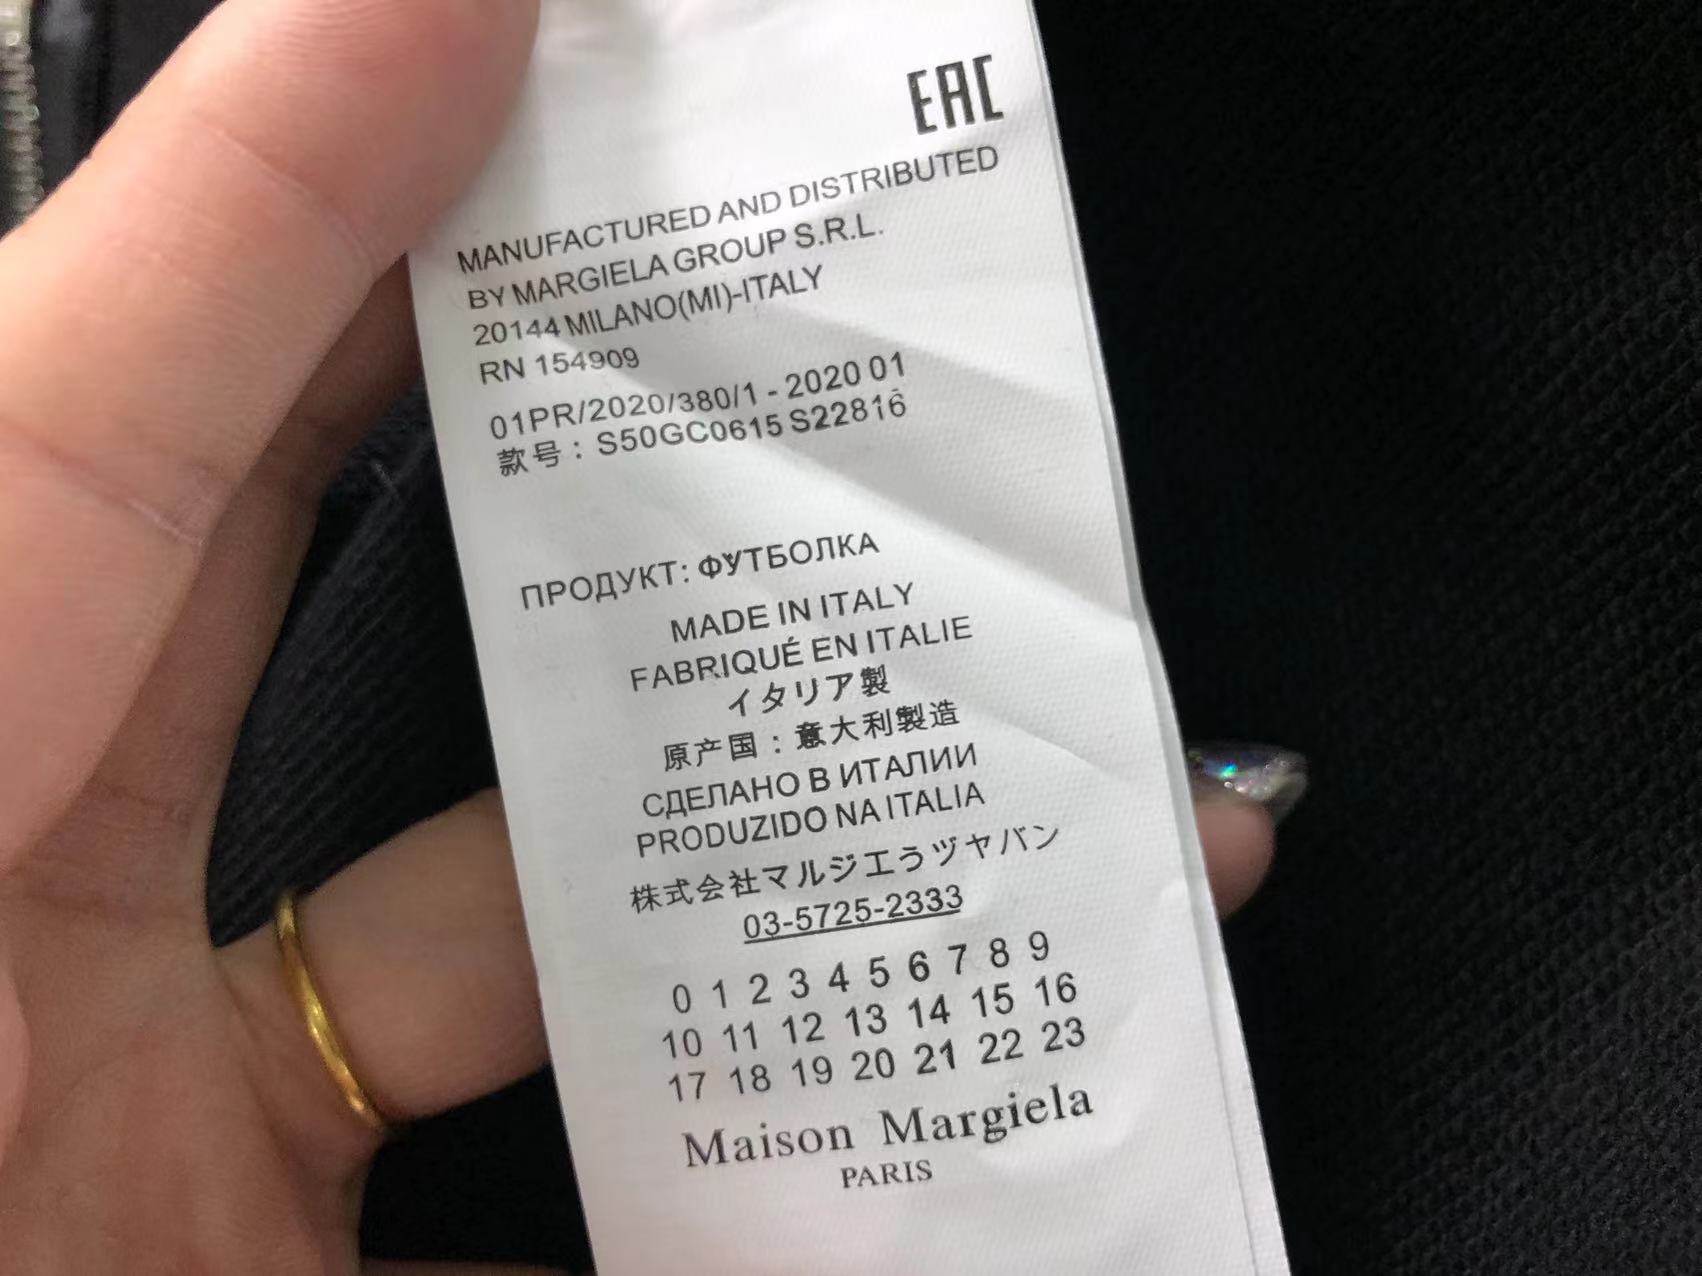 EAC
MANUFACTURED AND DISTRIBUTED
BY MARGIELA GROUP S.R.L.
20144 MILANO(MI)-ITALY
RN 154909
01PR/2020/380/1 - 2020 01
款号：S50GC0615 S22816
ПРОДУКТ: ФУТБОЛКА
MADE IN ITALY
FABRIQUÉ EN ITALIE
イタリア製
原产国：意大利製造
СДЕЛАНО В ИТАЛИИ
PRODUZIDO NA ITALIA
株式会社マルジエうヅヤバン
03-5725-2333
0 1 2 3 4 5 6 7 8 9
10 11 12 13 14 15 16
17 18 19 20 21 22 23
Maison Margiela
PARIS